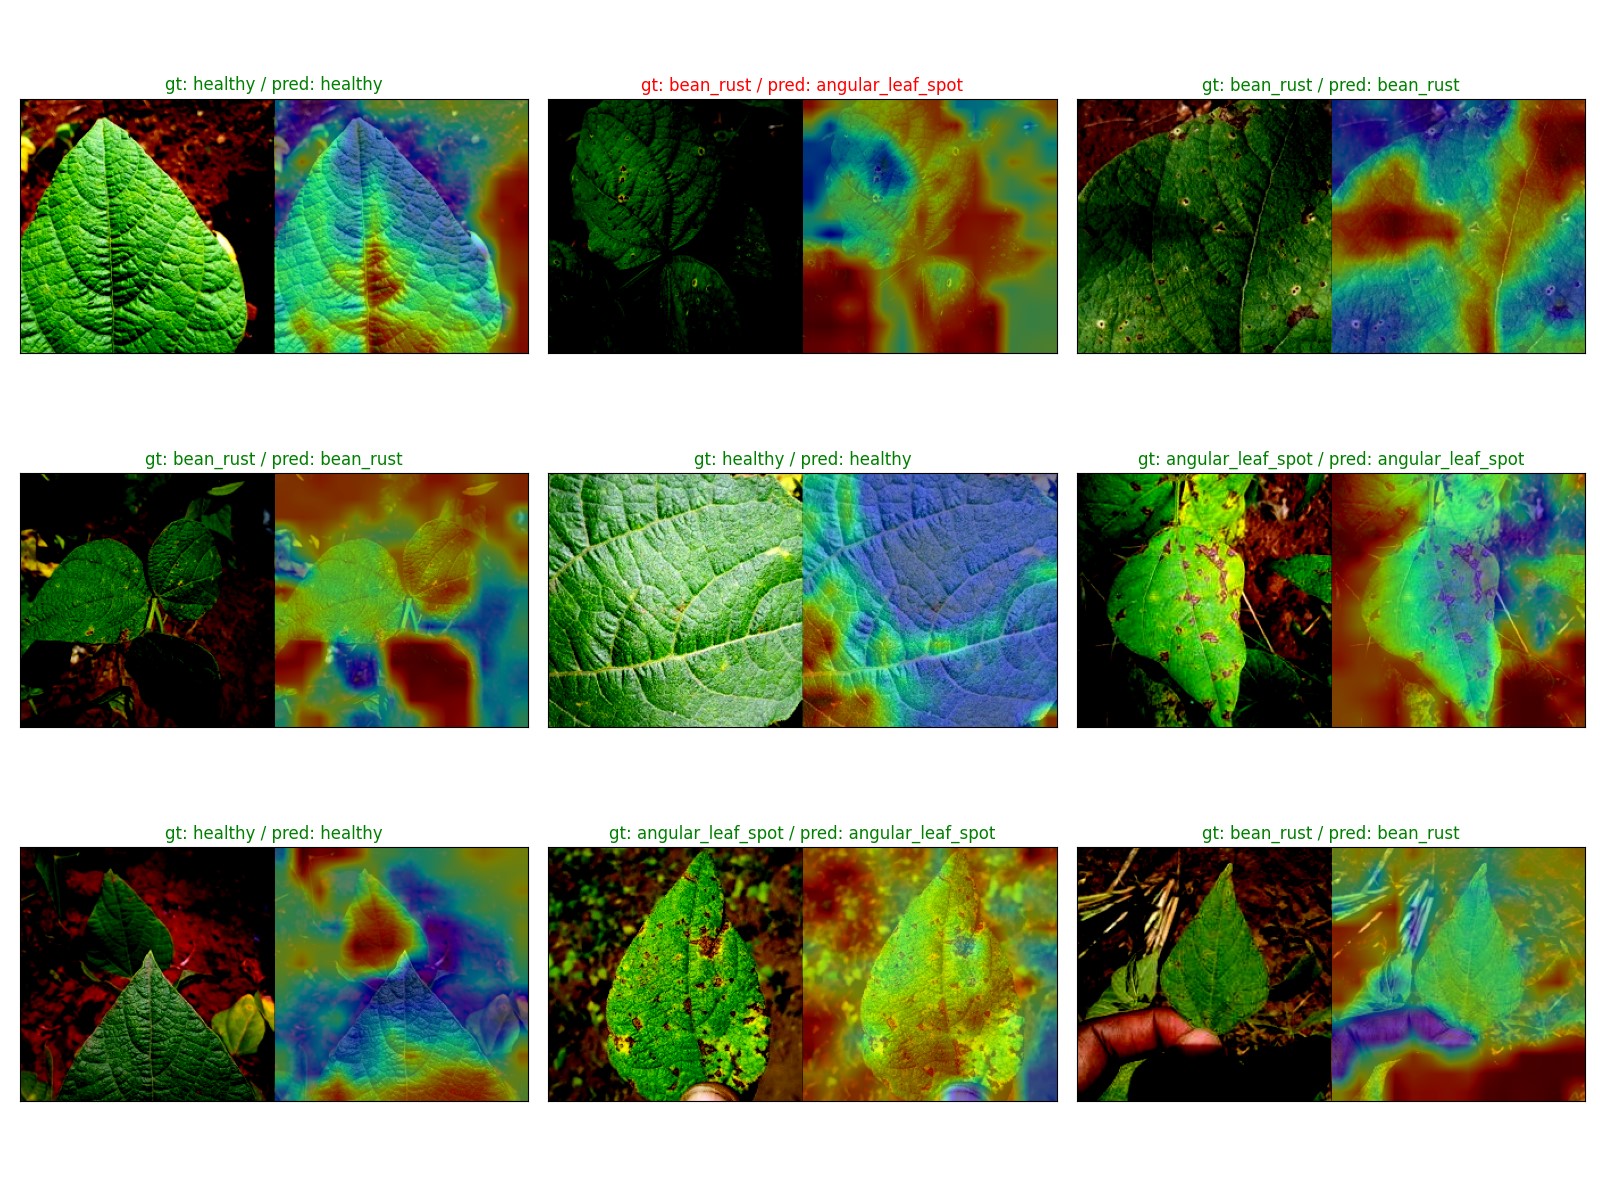 gt: healthy / pred: healthy
gt: bean_rust / pred: angular_leaf_spot
gt: bean_rust / pred: bean_rust
gt: bean_rust / pred: bean_rust
gt: healthy / pred: healthy
gt: angular_leaf_spot / pred: angular_leaf_spot
gt: healthy / pred: healthy
gt: angular_leaf_spot / pred: angular_leaf_spot
gt: bean_rust / pred: bean_rust